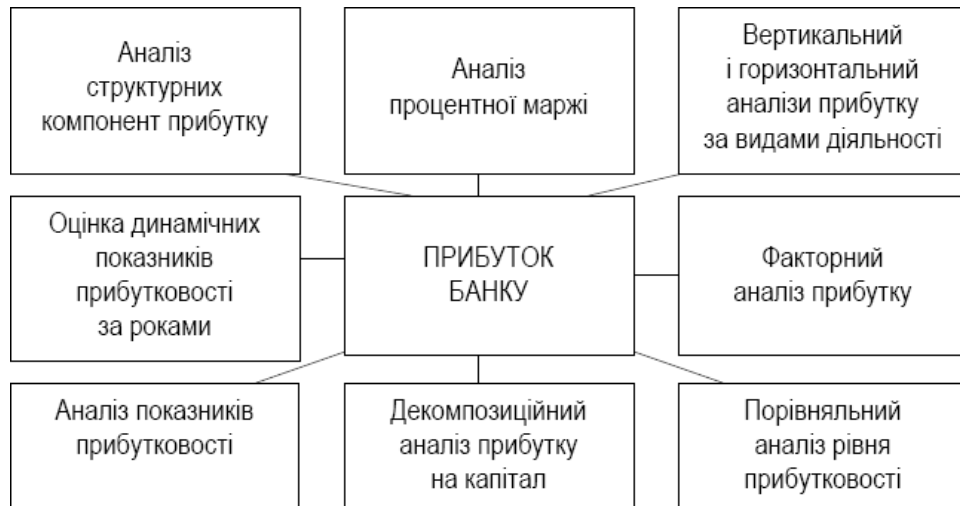 Аналіз
структурних
компонент прибутку
Аналіз
процентної маржі
Вертикальний
і горизонтальний
аналізи прибутку
за видами діяльності
Оцінка динамічних
показників
прибутковості
за роками
ПРИБУТОК
БАНКУ
Факторний
аналіз прибутку
Аналіз показників
прибутковості
Декомпозиційний
аналіз прибутку
на капітал
Порівняльний
аналіз рівня
прибутковості